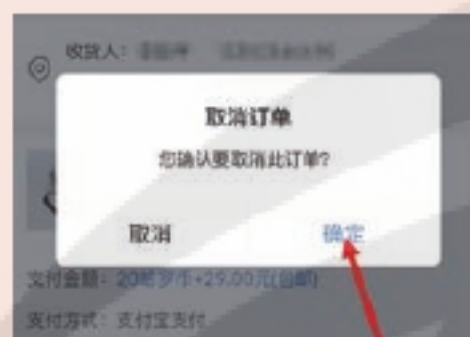 收货人：
取消订单
您确认要取消此订单?
取消
确定
支付金额：20哈罗币+29.00元(包邮)
支付方式：支付宝支付